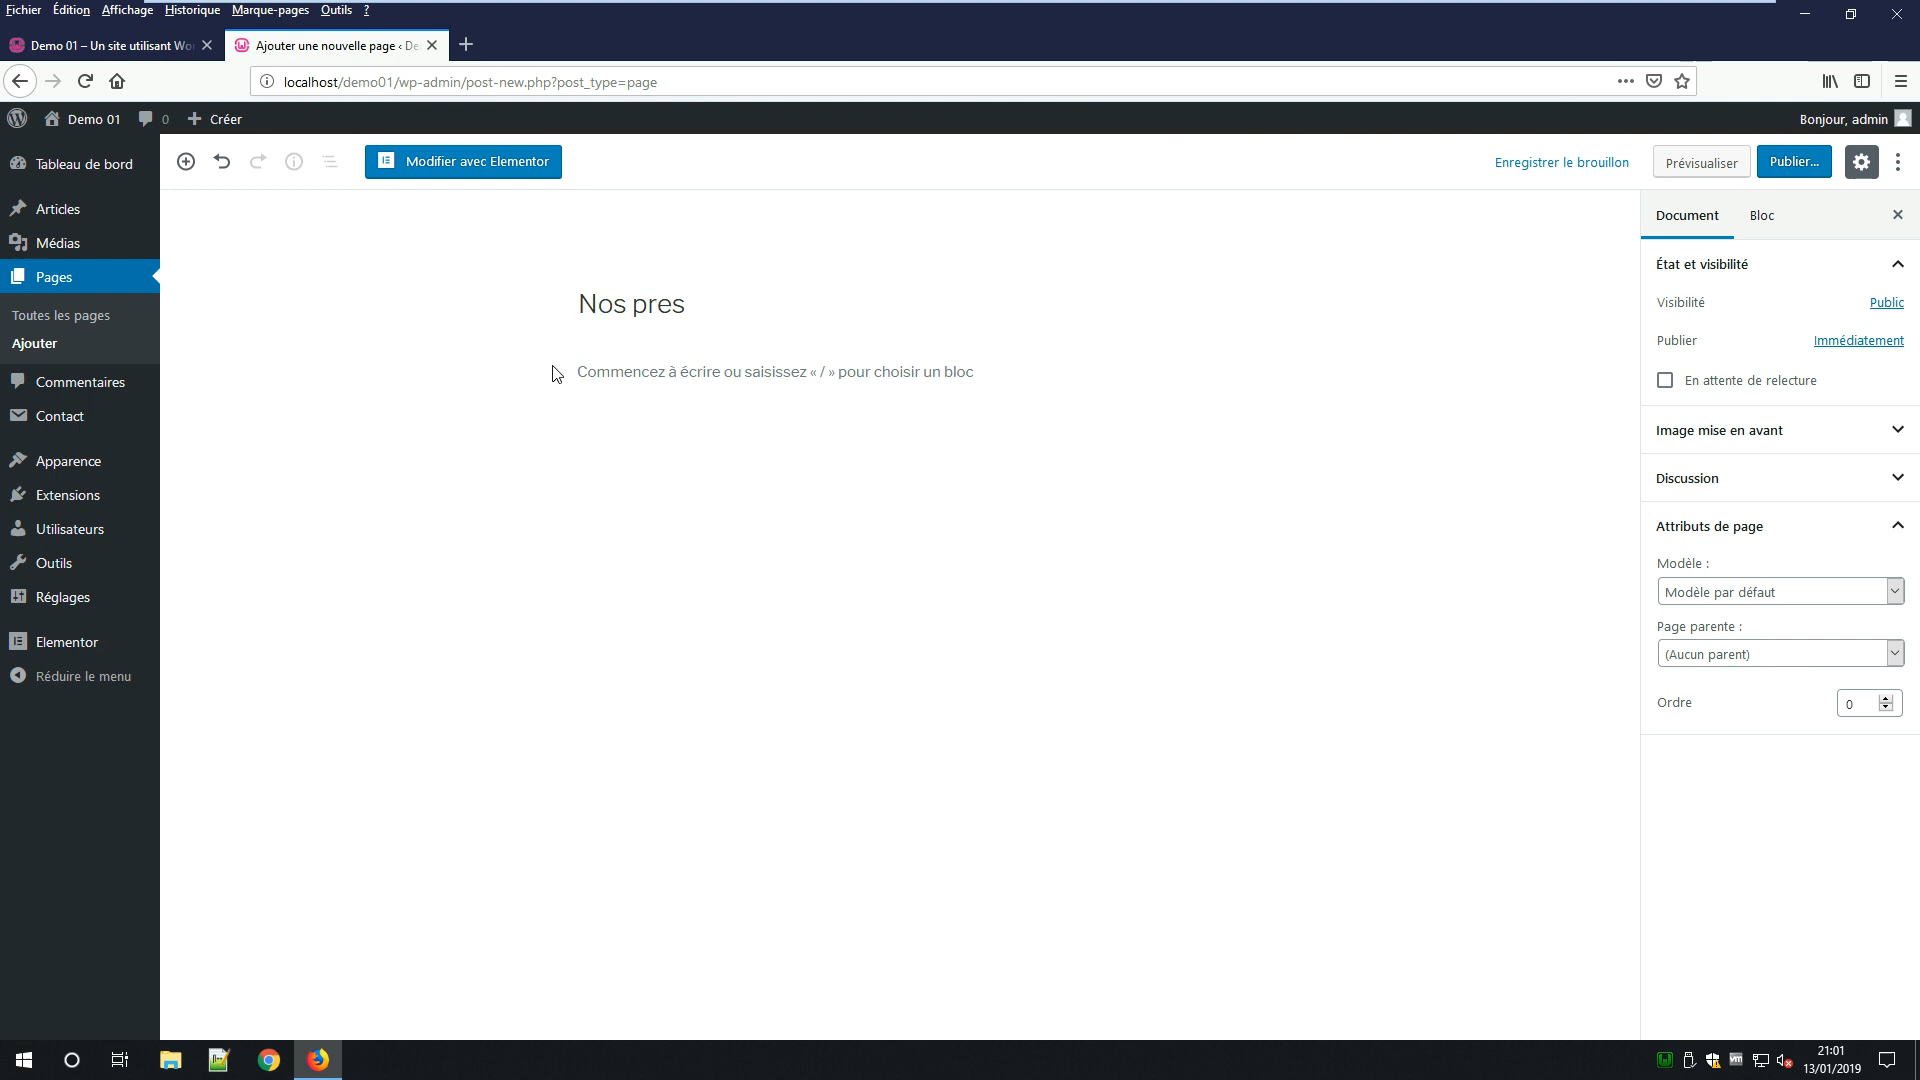 Fichier Édition Affichage Historique Marque-pages Outils ?
Demo 01 – Un site utilisant Wo
Ajouter une nouvelle page ‹ De
localhost/demo01/wp-admin/post-new.php?post_type=page
Demo 01
0
Créer
Bonjour, admin
Tableau de bord
Articles
Médias
Pages
Toutes les pages
Ajouter
Commentaires
Contact
Apparence
Extensions
Utilisateurs
Outils
Réglages
Elementor
Réduire le menu
Modifier avec Elementor
Enregistrer le brouillon
Prévisualiser
Publier...
Nos pres
Commencez à écrire ou saisissez « / » pour choisir un bloc
Document Bloc
État et visibilité
Visibilité Public
Publier Immédiatement
En attente de relecture
Image mise en avant
Discussion
Attributs de page
Modèle :
Modèle par défaut
Page parente :
(Aucun parent)
Ordre 0
21:01
13/01/2019